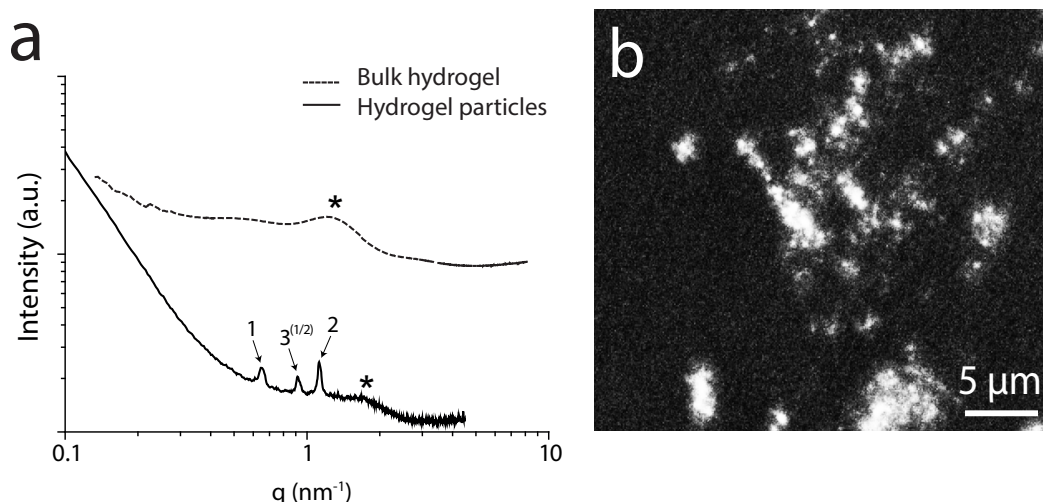 a
Bulk hydrogel
Hydrogel particles
*
1
3^(1/2)
2
*
Intensity (a.u.)
0.1
1
10
q (nm⁻¹)
b
5 µm